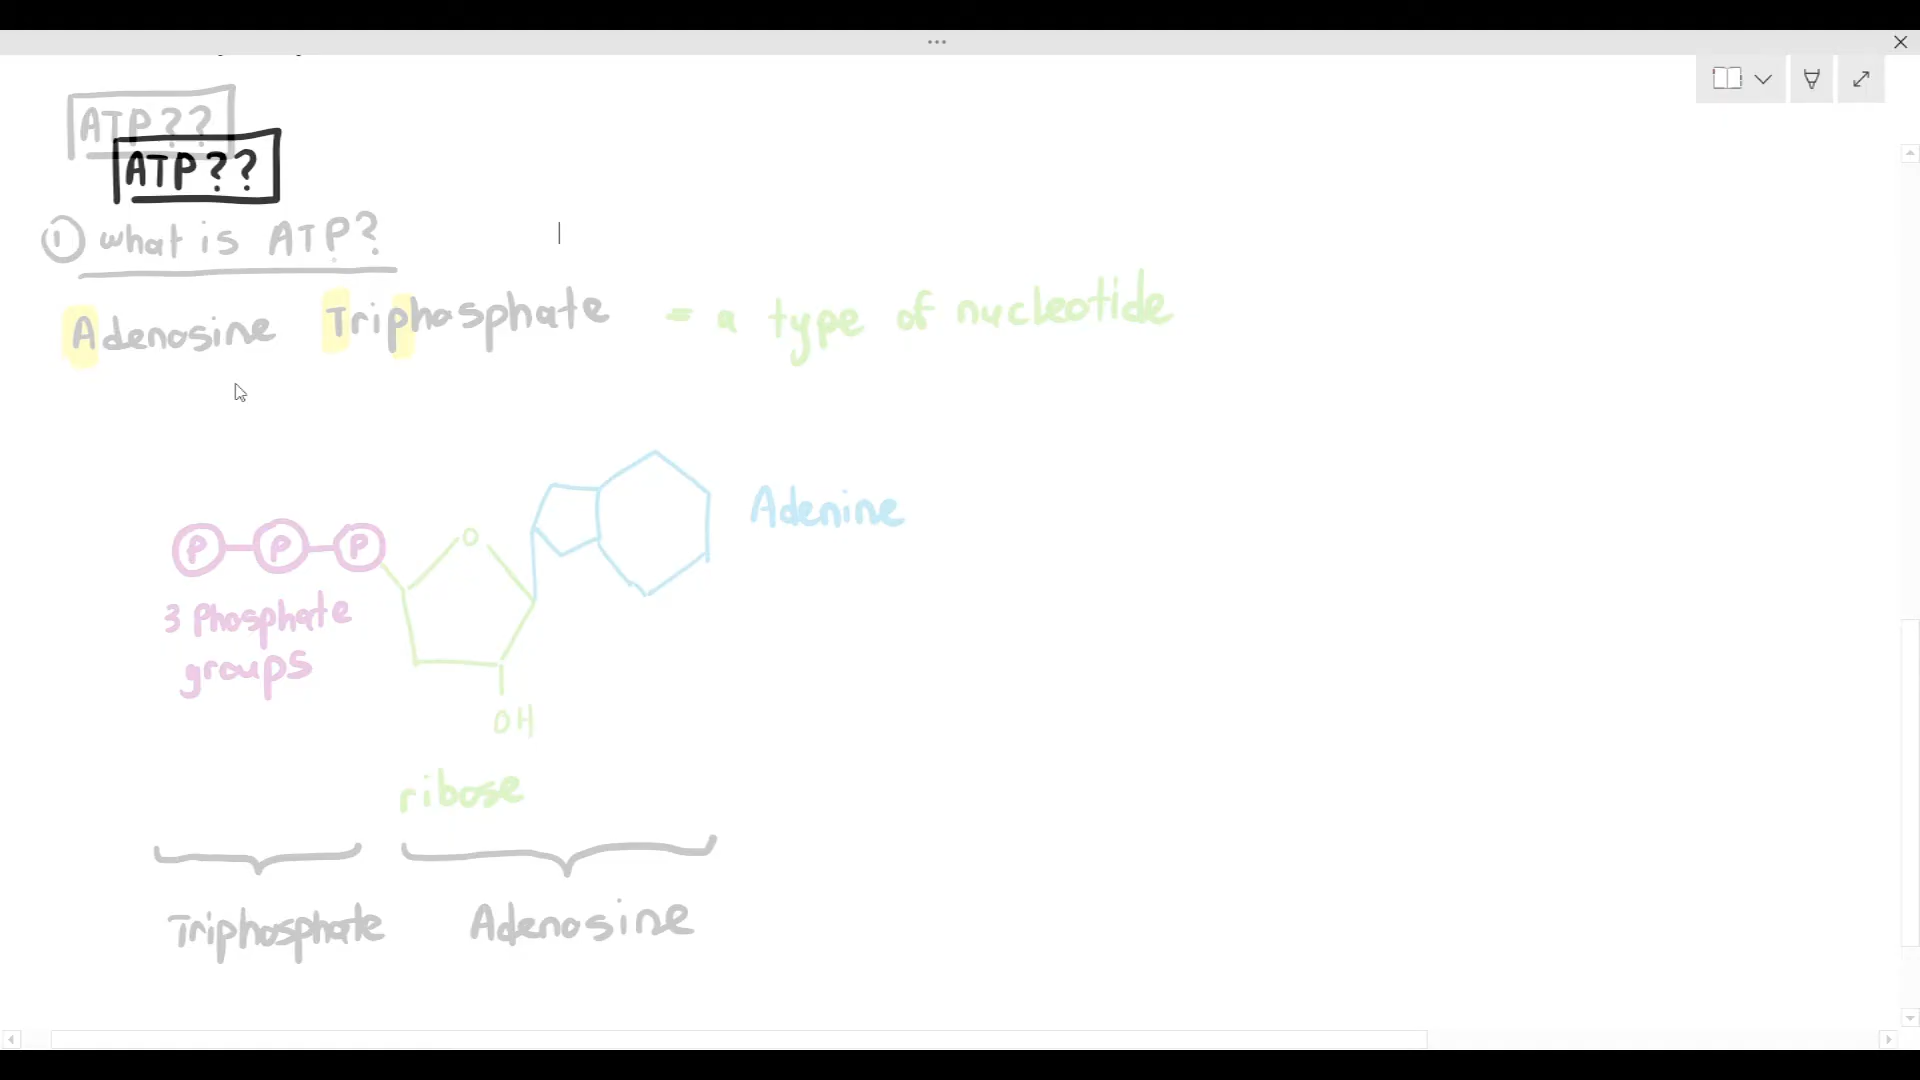 ATP??
ATP??
① what is ATP?
Adenosine Triphosphate = a type of nucleotide
Adenine
O
P P P
3 Phosphate
groups
OH
ribose
Triphosphate Adenosine